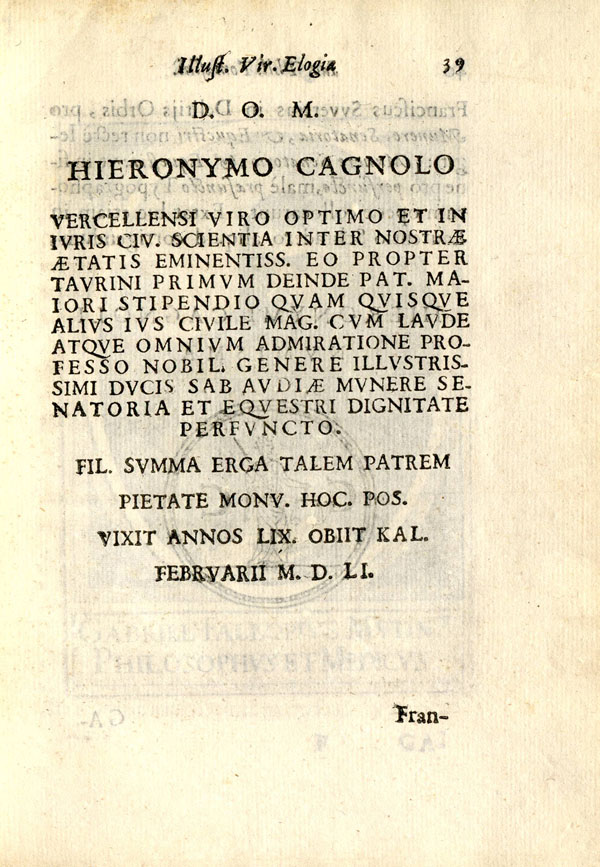 Illuſt. Vir. Elogia 39
D. O. M.
HIERONYMO CAGNOLO
VERCELLENSI VIRO OPTIMO ET IN
IVRIS CIV. SCIENTIA INTER NOSTRÆ
ÆTATIS EMINENTISS. EO PROPTER
TAVRINI PRIMVM DEINDE PAT. MA-
IORI STIPENDIO QVAM QVISQVE
ALIVS IVS CIVILE MAG. CVM LAVDE
ATQVE OMNIVM ADMIRATIONE PRO-
FESSO NOBIL. GENERE ILLVSTRIS-
SIMI DVCIS SAB AVDIÆ MVNERE SE-
NATORIA ET EQVESTRI DIGNITATE
PERFVNCTO.
FIL. SVMMA ERGA TALEM PATREM
PIETATE MONV. HOC. POS.
VIXIT ANNOS LIX. OBIIT KAL.
FEBRVARII M. D. LI.
Fran-